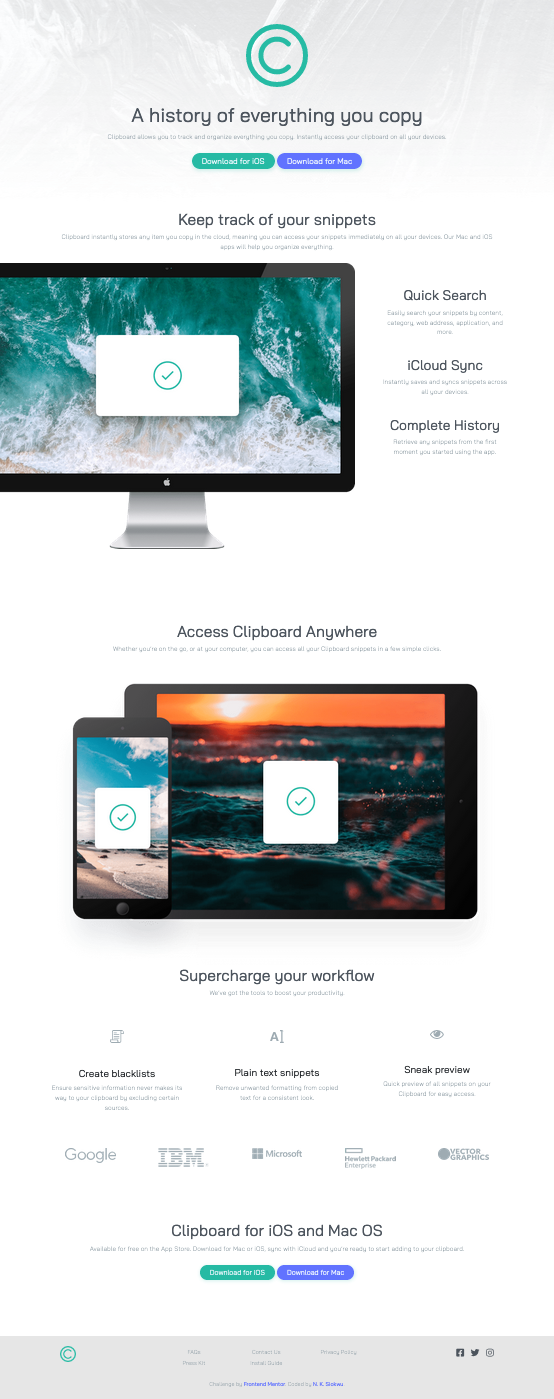 A history of everything you copy
Clipboard allows you to track and organize everything you copy. Instantly access your clipboard on all your devices.
Download for iOS
Download for Mac
Keep track of your snippets
Clipboard instantly stores any item you copy in the cloud, meaning you can access your snippets immediately on all your devices. Our Mac and iOS
apps will help you organize everything.
Quick Search
Easily search your snippets by content,
category, web address, application, and
more.
iCloud Sync
Instantly saves and syncs snippets across
all your devices.
Complete History
Retrieve any snippets from the first
moment you started using the app.
Access Clipboard Anywhere
Whether you're on the go, or at your computer, you can access all your Clipboard snippets in a few simple clicks.
Supercharge your workflow
We've got the tools to boost your productivity.
Create blacklists
Ensure sensitive information never makes its
way to your clipboard by excluding certain
sources.
Plain text snippets
Remove unwanted formatting from copied
text for a consistent look.
Sneak preview
Quick preview of all snippets on your
Clipboard for easy access.
Google
IBM
Microsoft
Hewlett Packard
Enterprise
VECTOR
GRAPHICS
Clipboard for iOS and Mac OS
Available for free on the App Store. Download for Mac or iOS, sync with iCloud and you're ready to start adding to your clipboard.
Download for iOS
Download for Mac
FAQs
Contact Us
Privacy Policy
Press Kit
Install Guide
Challenge by Frontend Mentor. Coded by N. K. Siokwu